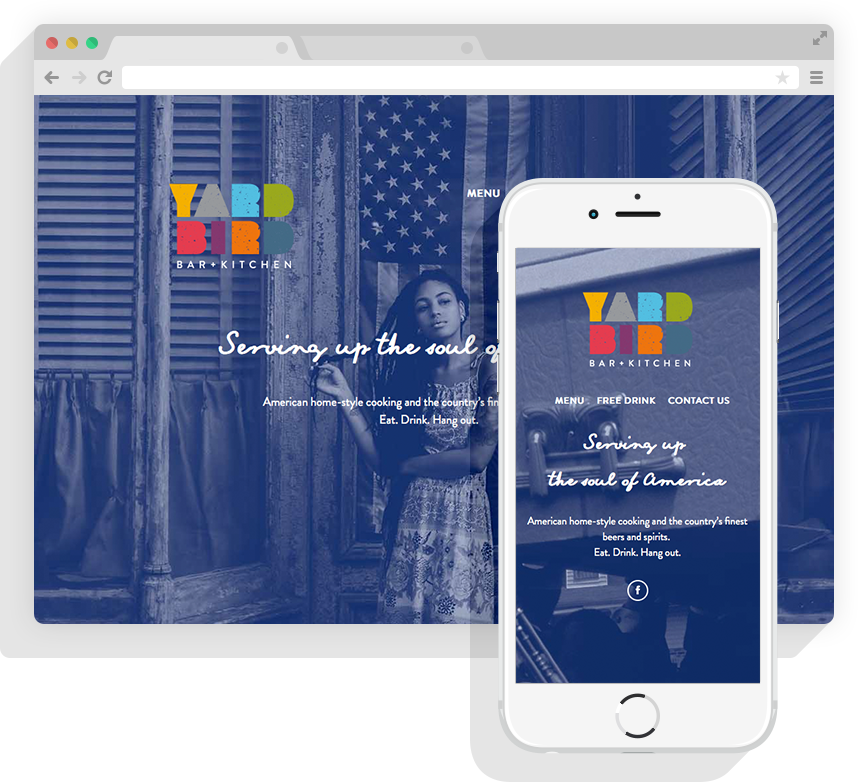 YARD
BIRD
BAR+KITCHEN
MENU
Serving up the soul of
American home-style cooking and the country's fin
Eat. Drink. Hang out.
YARD
BIRD
BAR+KITCHEN
MENU FREE DRINK CONTACT US
Serving up
the soul of America
American home-style cooking and the country's finest
beers and spirits.
Eat. Drink. Hang out.
f